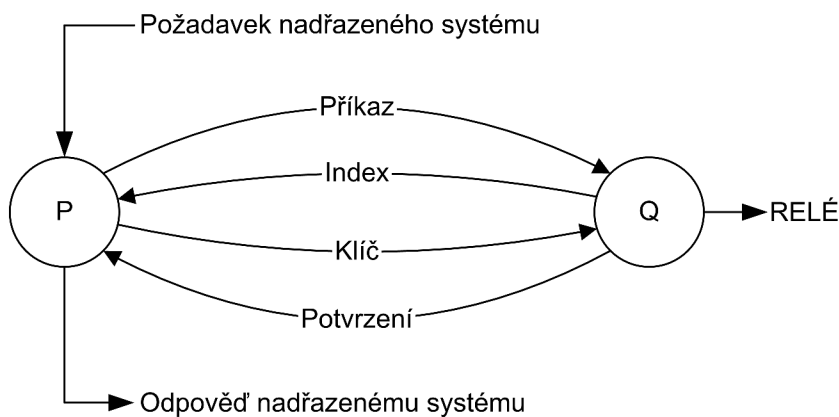 Požadavek nadřazeného systému
Příkaz
Index
P
Q
RELÉ
Klíč
Potvrzení
Odpověď nadřazenému systému